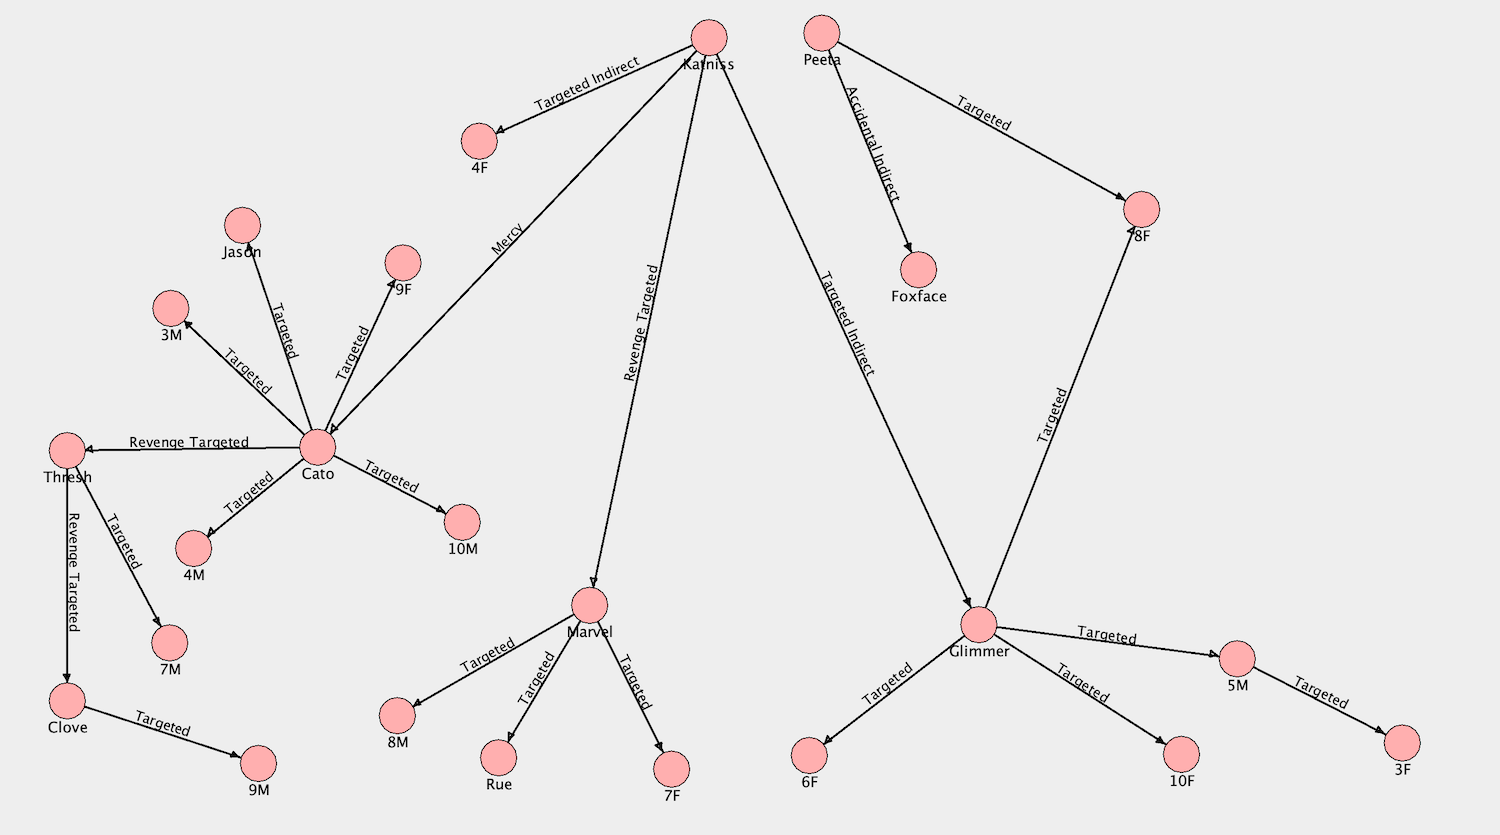 Katniss
Peeta
Targeted Indirect
Accidental Indirect
Targeted
4F
8F
Jason
Mercy
9F
Foxface
3M
Targeted
Targeted
Targeted
Revenge Targeted
Targeted Indirect
Targeted
Revenge Targeted
Thresh
Cato
Targeted
Targeted
Revenge Targeted
Targeted
10M
4M
Marvel
Glimmer
Targeted
7M
Targeted
Targeted
Targeted
Targeted
Targeted
5M
Targeted
Clove
Targeted
8M
9M
Rue
7F
6F
10F
3F